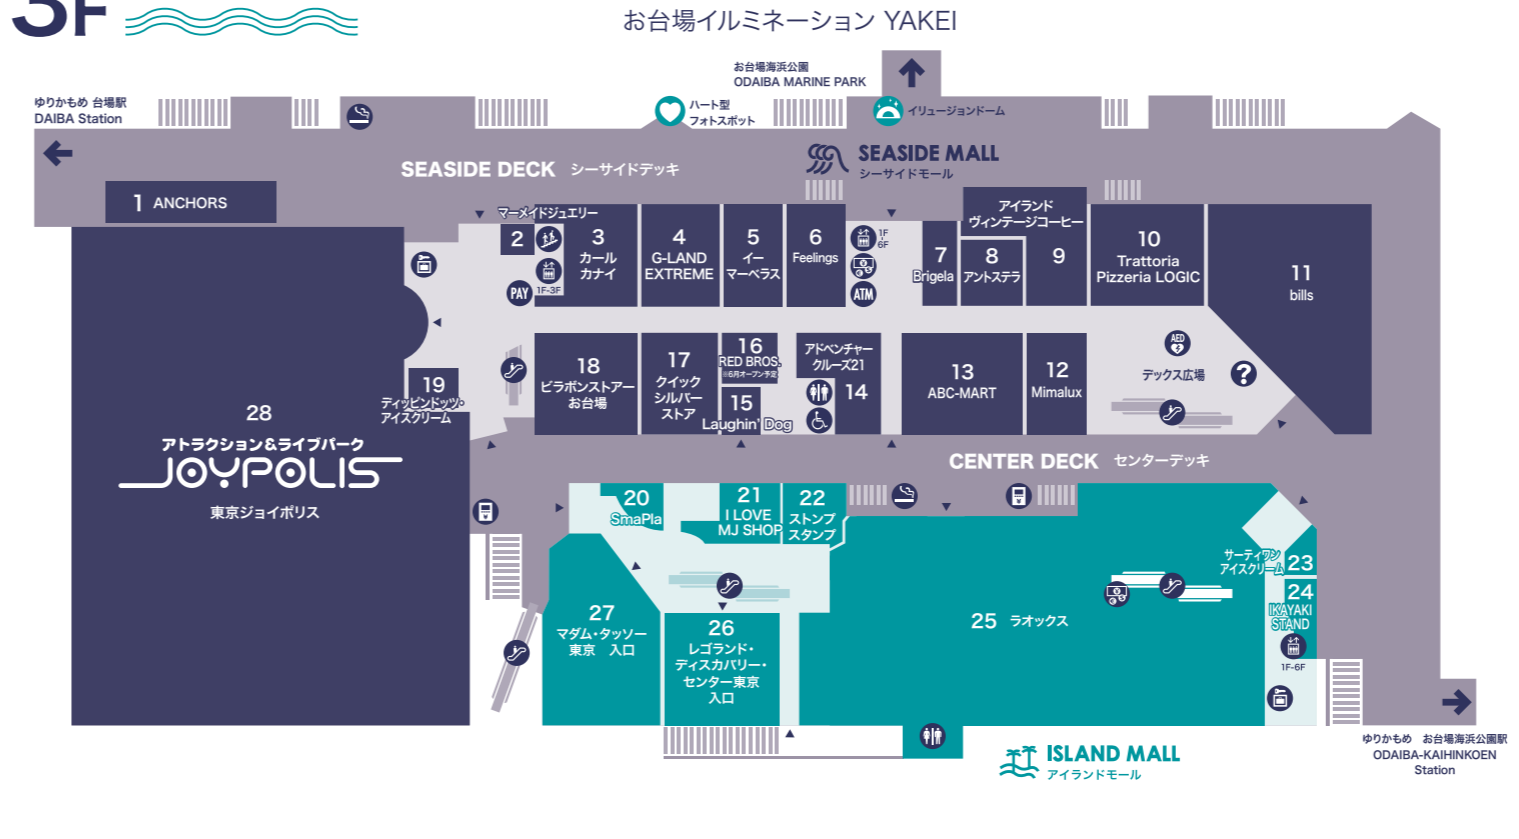 3F
お台場イルミネーション YAKEI
お台場海浜公園
ODAIBA MARINE PARK
ゆりかもめ 台場駅
DAIBA Station
ハート型
フォトスポット
イリュージョンドーム
SEASIDE DECK シーサイドデッキ
SEASIDE MALL
シーサイドモール
1 ANCHORS
マーメイドジュエリー
2
3
カール
カナイ
4
G-LAND
EXTREME
5
イー
マーベラス
6
Feelings
1F
6F
ATM
PAY
1F-3F
7
Brigela
アイランド
ヴィンテージコーヒー
8
アントステラ
9
10
Trattoria
Pizzeria LOGIC
11
bills
AED
デックス広場
?
12
Mimalux
13
ABC-MART
アドベンチャー
クルーズ21
14
15
Laughin' Dog
16
RED BROS.
※6月オープン予定
17
クイック
シルバー
ストア
18
ビラボンストアー
お台場
19
ディッピンドッツ・
アイスクリーム
28
アトラクション&ライブパーク
JOYPOLIS
東京ジョイポリス
CENTER DECK センターデッキ
20
SmaPla
21
I LOVE
MJ SHOP
22
ストンプ
スタンプ
サーティワン
アイスクリーム
23
24
IKAYAKI
STAND
1F-6F
25 ラオックス
26
レゴランド・
ディスカバリー・
センター東京
入口
27
マダム・タッソー
東京 入口
ISLAND MALL
アイランドモール
ゆりかもめ お台場海浜公園駅
ODAIBA-KAIHINKOEN
Station